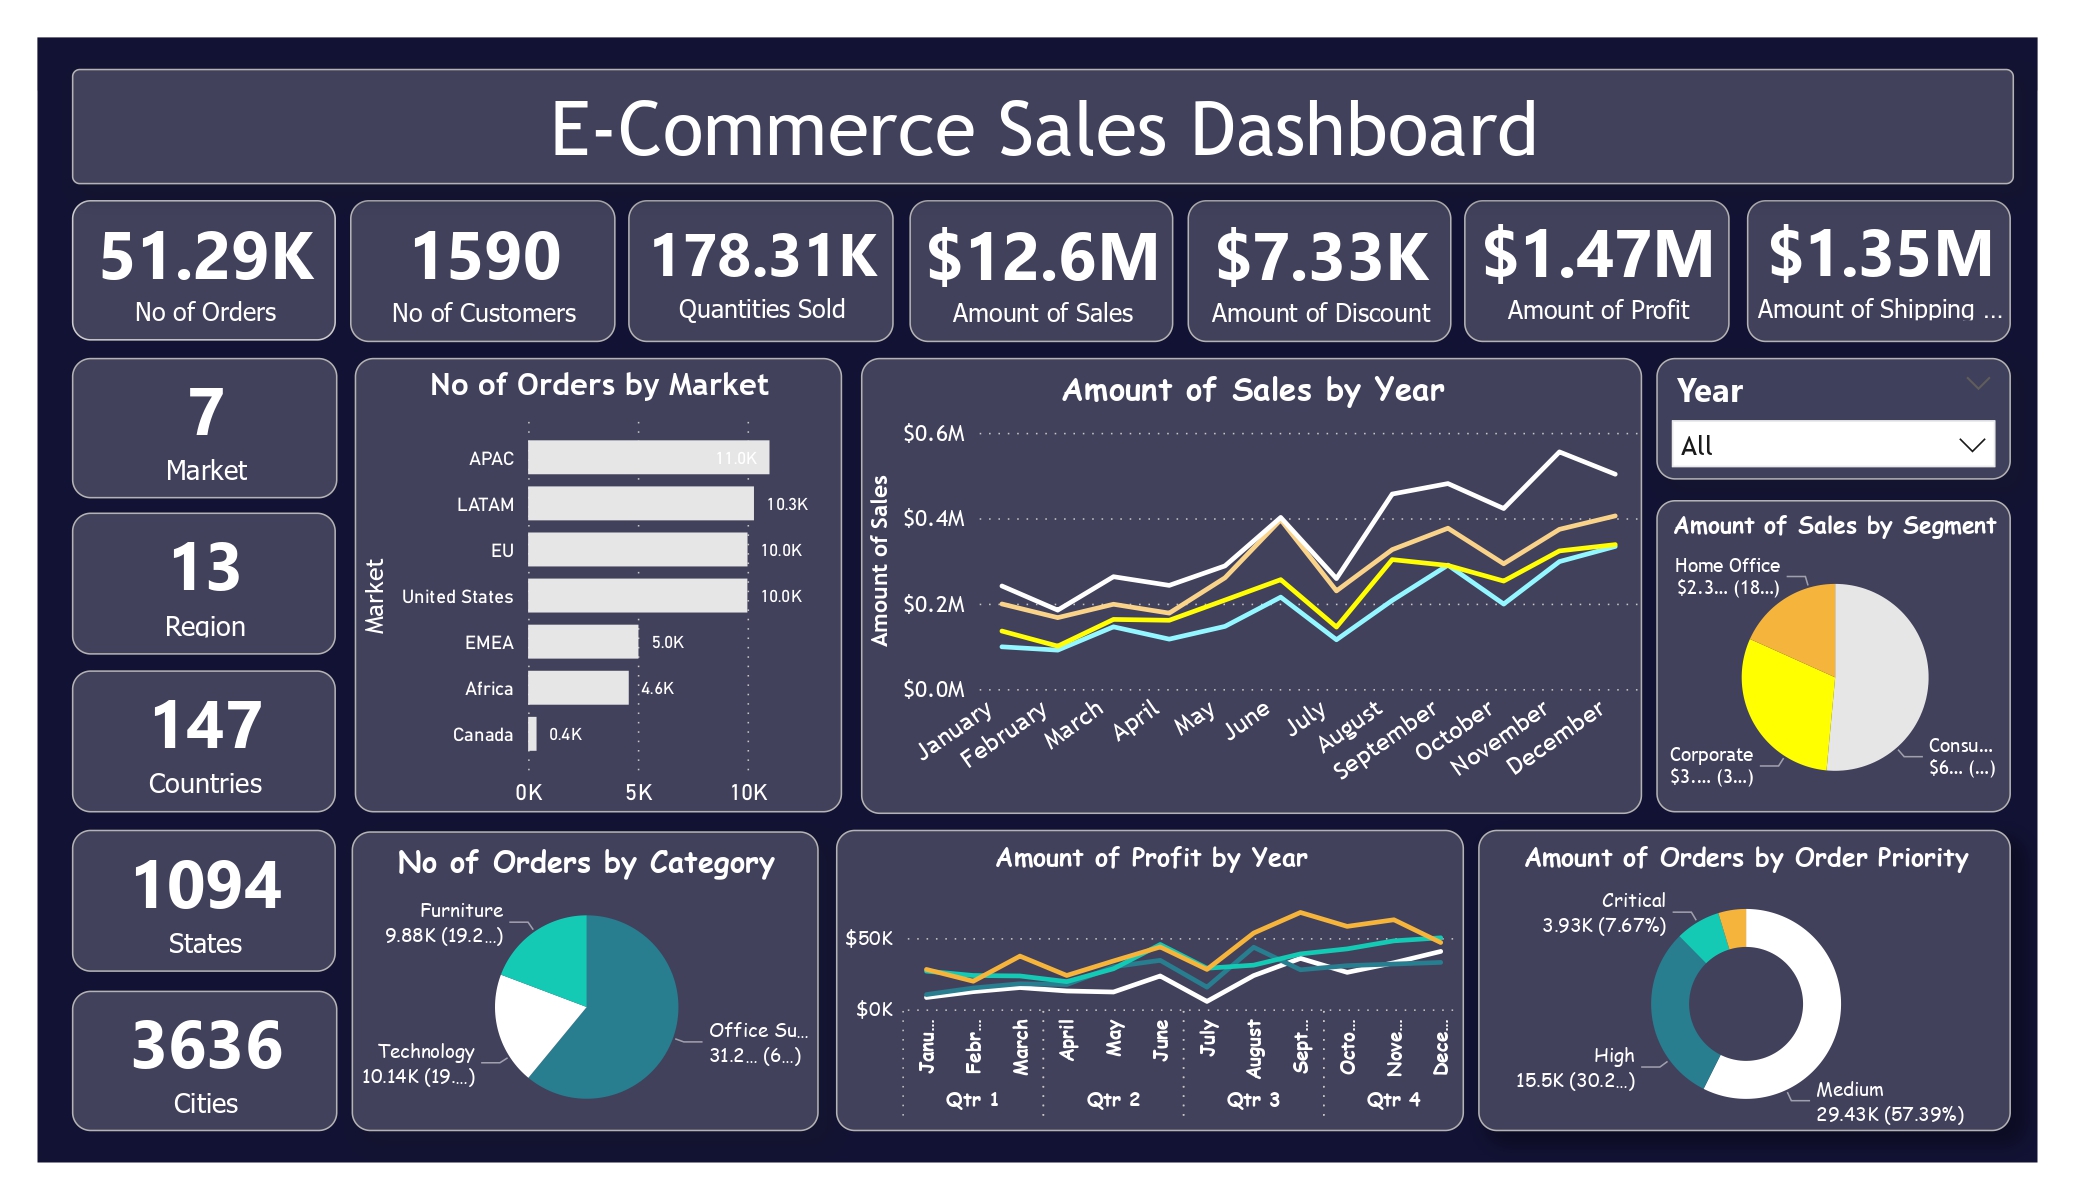 E-Commerce Sales Dashboard
51.29K
No of Orders
1590
No of Customers
178.31K
Quantities Sold
$12.6M
Amount of Sales
$7.33K
Amount of Discount
$1.47M
Amount of Profit
$1.35M
Amount of Shipping ...
7
Market
13
Region
147
Countries
1094
States
3636
Cities
No of Orders by Market
Market
APAC 11.0K
LATAM 10.3K
EU 10.0K
United States 10.0K
EMEA 5.0K
Africa 4.6K
Canada 0.4K
0K 5K 10K
Amount of Sales by Year
Amount of Sales
$0.6M
$0.4M
$0.2M
$0.0M
January February March April May June July August September October November December
Year
All
Amount of Sales by Segment
Home Office
$2.3... (18...)
Corporate
$3.... (3...)
Consu...
$6... (...)
No of Orders by Category
Furniture
9.88K (19.2...)
Technology
10.14K (19....)
Office Su...
31.2... (6...)
Amount of Profit by Year
$50K
$0K
Janu... Febr... March April May June July August Sept... Octo... Nove... Dece...
Qtr 1 Qtr 2 Qtr 3 Qtr 4
Amount of Orders by Order Priority
Critical
3.93K (7.67%)
High
15.5K (30.2...)
Medium
29.43K (57.39%)